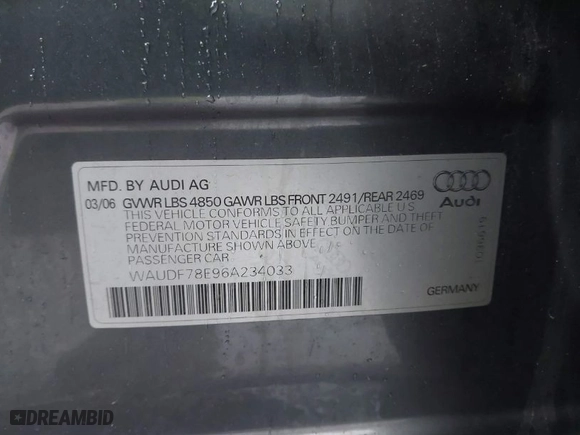 MFD. BY AUDI AG
03/06 GVWR LBS 4850 GAWR LBS FRONT 2491/REAR 2469
THIS VEHICLE CONFORMS TO ALL APPLICABLE U.S
FEDERAL MOTOR VEHICLE SAFETY BUMPER AND THEFT
PREVENTION STANDARDS IN EFFECT ON THE DATE OF
MANUFACTURE SHOWN ABOVE
PASSENGER CAR
WAUDF78E96A234033
Audi
GERMANY
DREAMBID